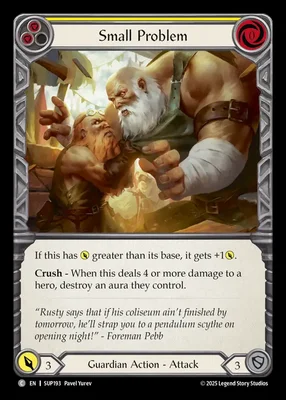 Small Problem
If this has greater than its base, it gets +1.
Crush - When this deals 4 or more damage to a
hero, destroy an aura they control.
"Rusty says that if his coliseum ain't finished by
tomorrow, he'll strap you to a pendulum scythe on
opening night!" - Foreman Pebb
3 Guardian Action - Attack 3
C EN | SUP193 Pavel Yurev © 2025 Legend Story Studios